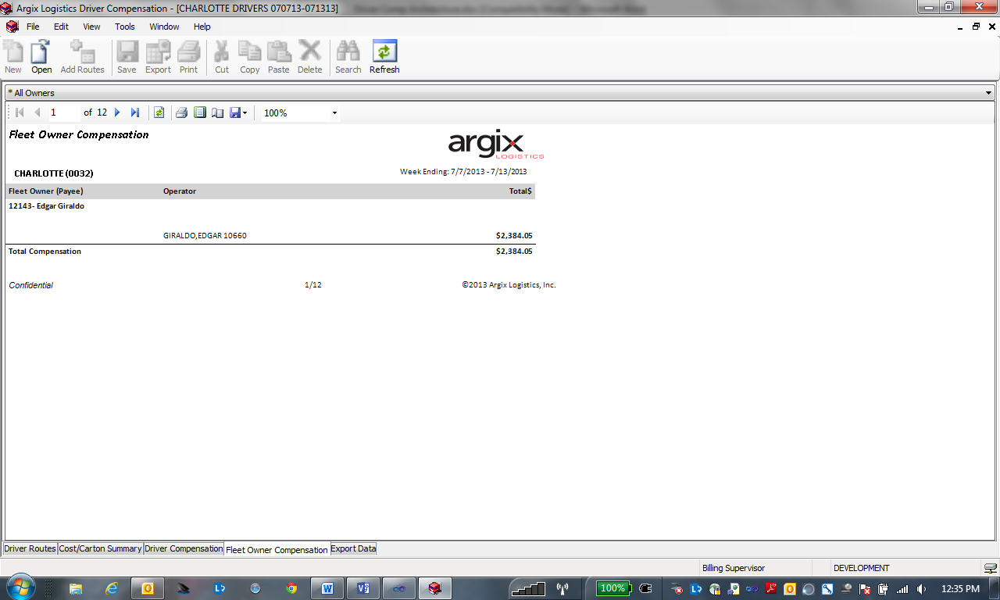 Argix Logistics Driver Compensation - [CHARLOTTE DRIVERS 070713-071313]
File Edit View Tools Window Help
New Open Add Routes Save Export Print Cut Copy Paste Delete Search Refresh
* All Owners
1 of 12 100%
Fleet Owner Compensation
argix
LOGISTICS
CHARLOTTE (0032) Week Ending: 7/7/2013 - 7/13/2013
Fleet Owner (Payee) Operator Total$
12143- Edgar Giraldo
GIRALDO,EDGAR 10660 $2,384.05
Total Compensation $2,384.05
Confidential 1/12 ©2013 Argix Logistics, Inc.
Driver Routes Cost/Carton Summary Driver Compensation Fleet Owner Compensation Export Data
Billing Supervisor DEVELOPMENT
100% 12:35 PM